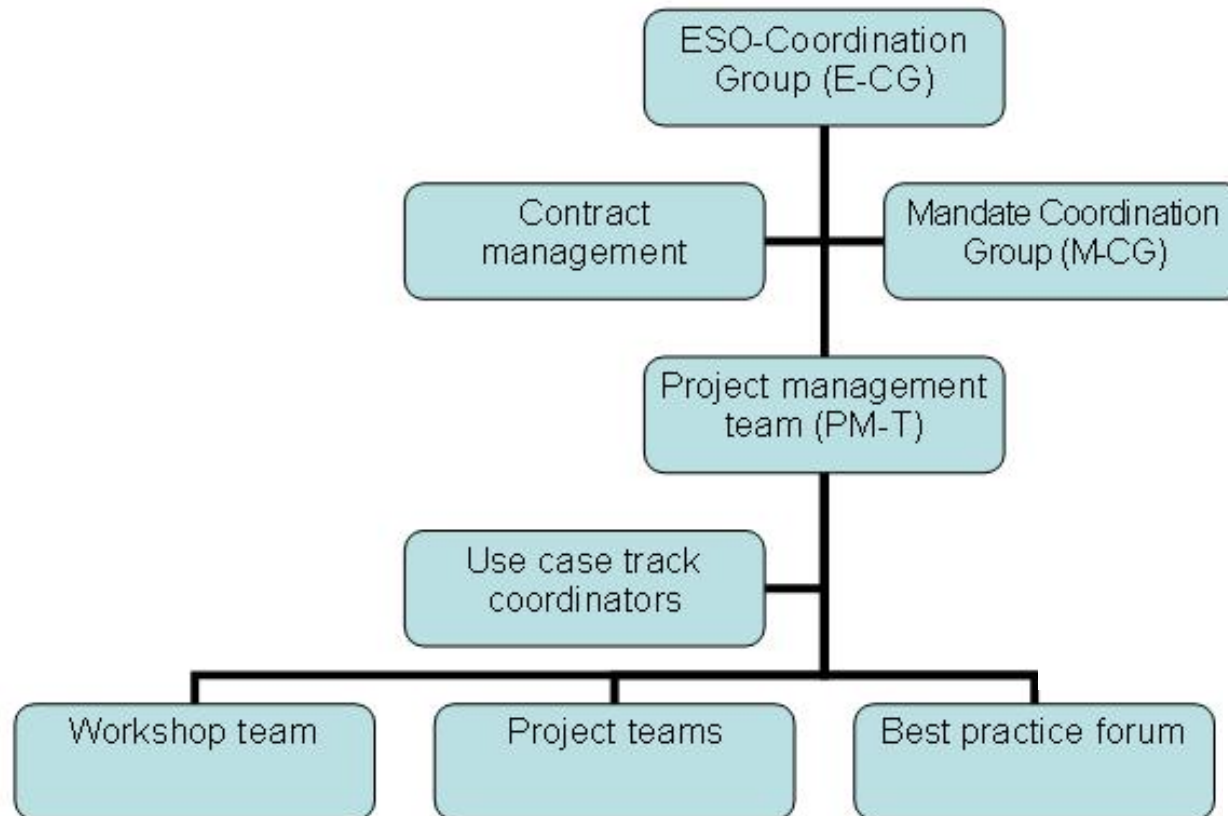 ESO-Coordination
Group (E-CG)
Contract
management
Mandate Coordination
Group (M-CG)
Project management
team (PM-T)
Use case track
coordinators
Workshop team
Project teams
Best practice forum